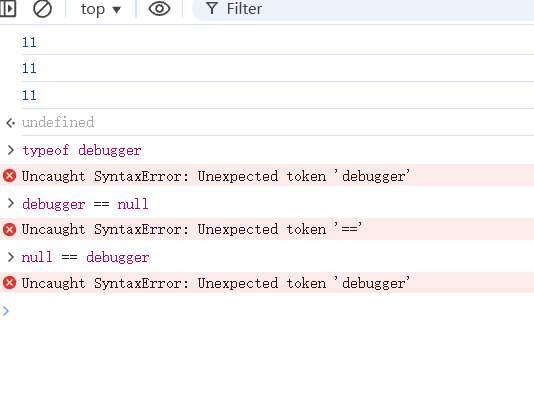 top ▼ Filter
11
11
11
undefined
typeof debugger
Uncaught SyntaxError: Unexpected token 'debugger'
debugger == null
Uncaught SyntaxError: Unexpected token '=='
null == debugger
Uncaught SyntaxError: Unexpected token 'debugger'